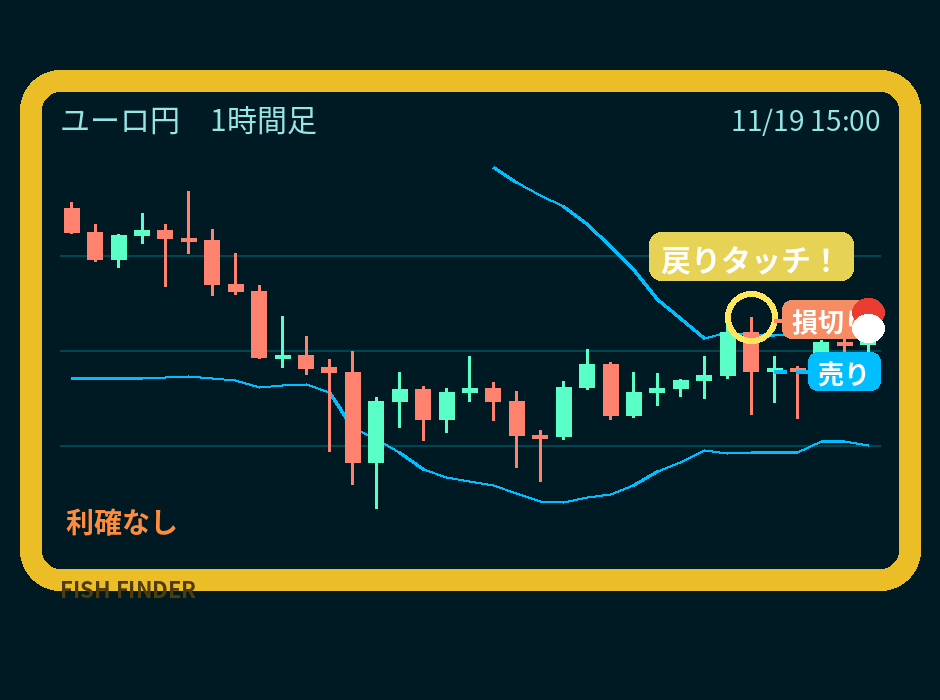 ユーロ円　1時間足
11/19 15:00
戻りタッチ！
損切り
売り
利確なし
FISH FINDER